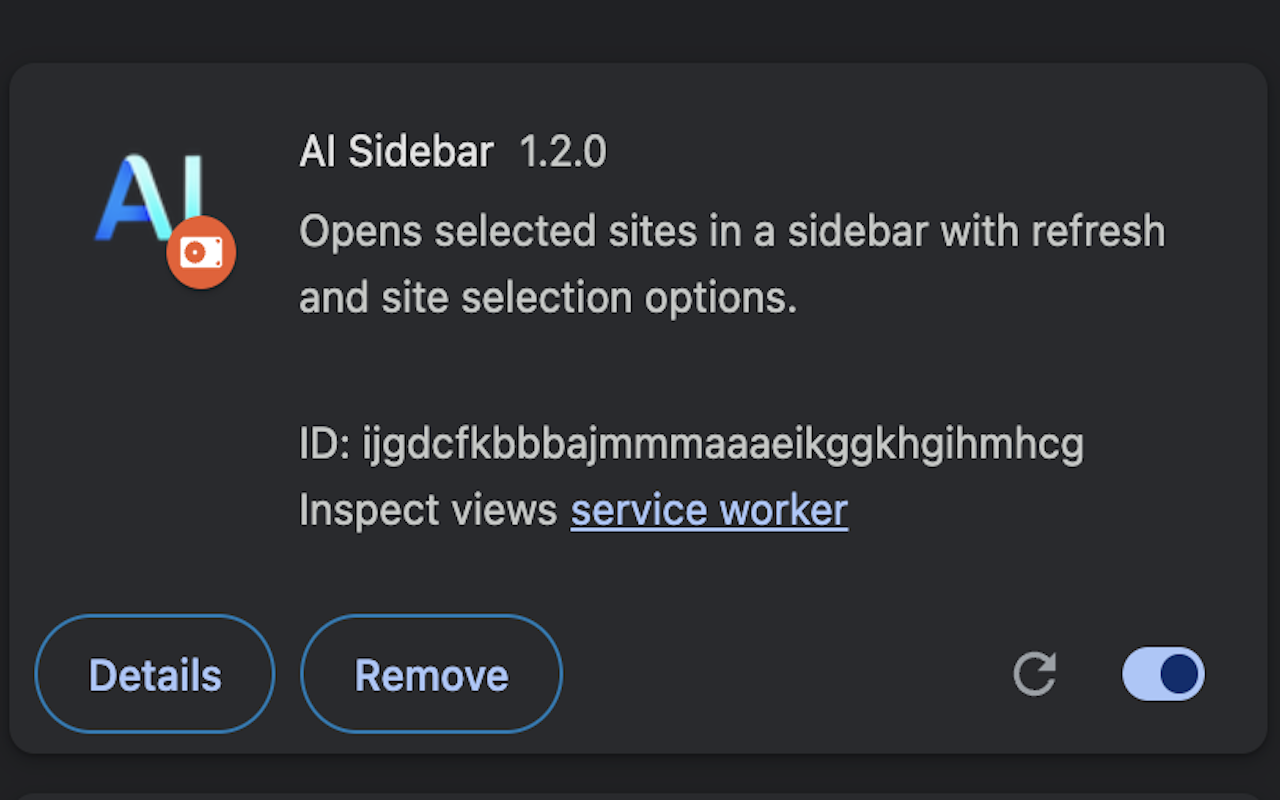 AI
AI Sidebar 1.2.0
Opens selected sites in a sidebar with refresh
and site selection options.
ID: ijgdcfkbbbajmmmaaaeikggkhgihmhcg
Inspect views service worker
Details Remove